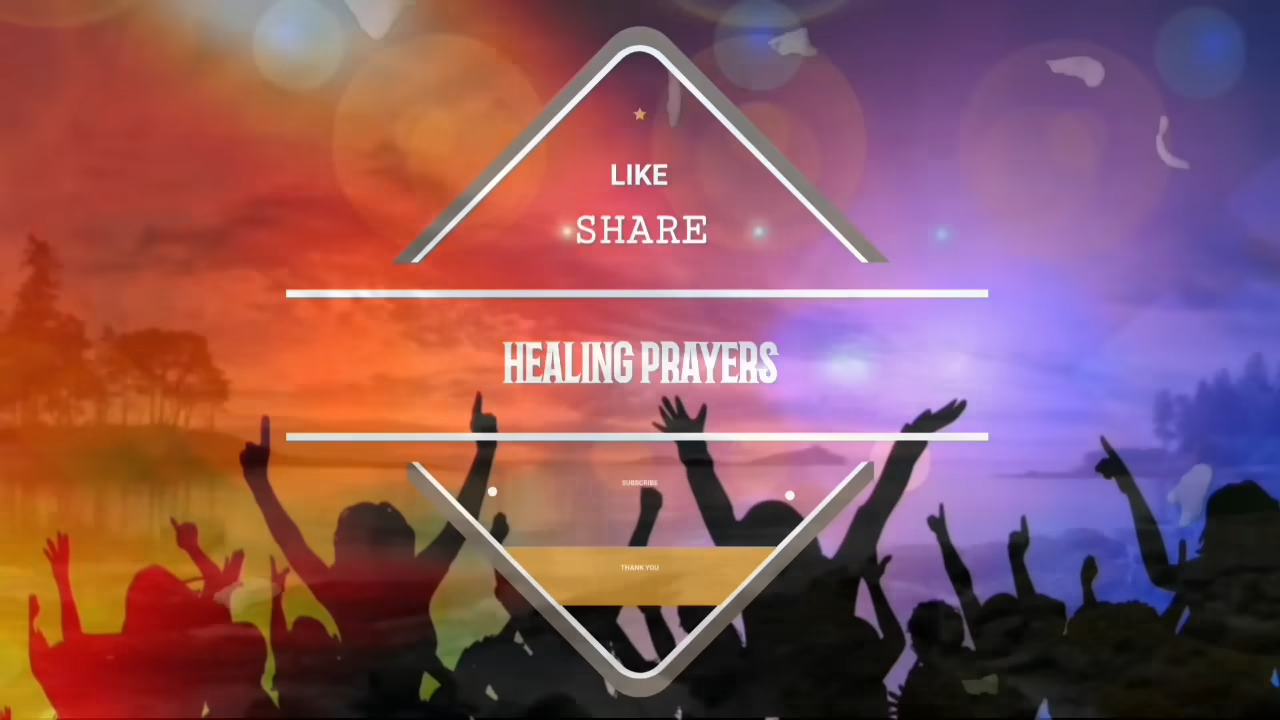 LIKE
SHARE
HEALING PRAYERS
SUBSCRIBE
THANK YOU